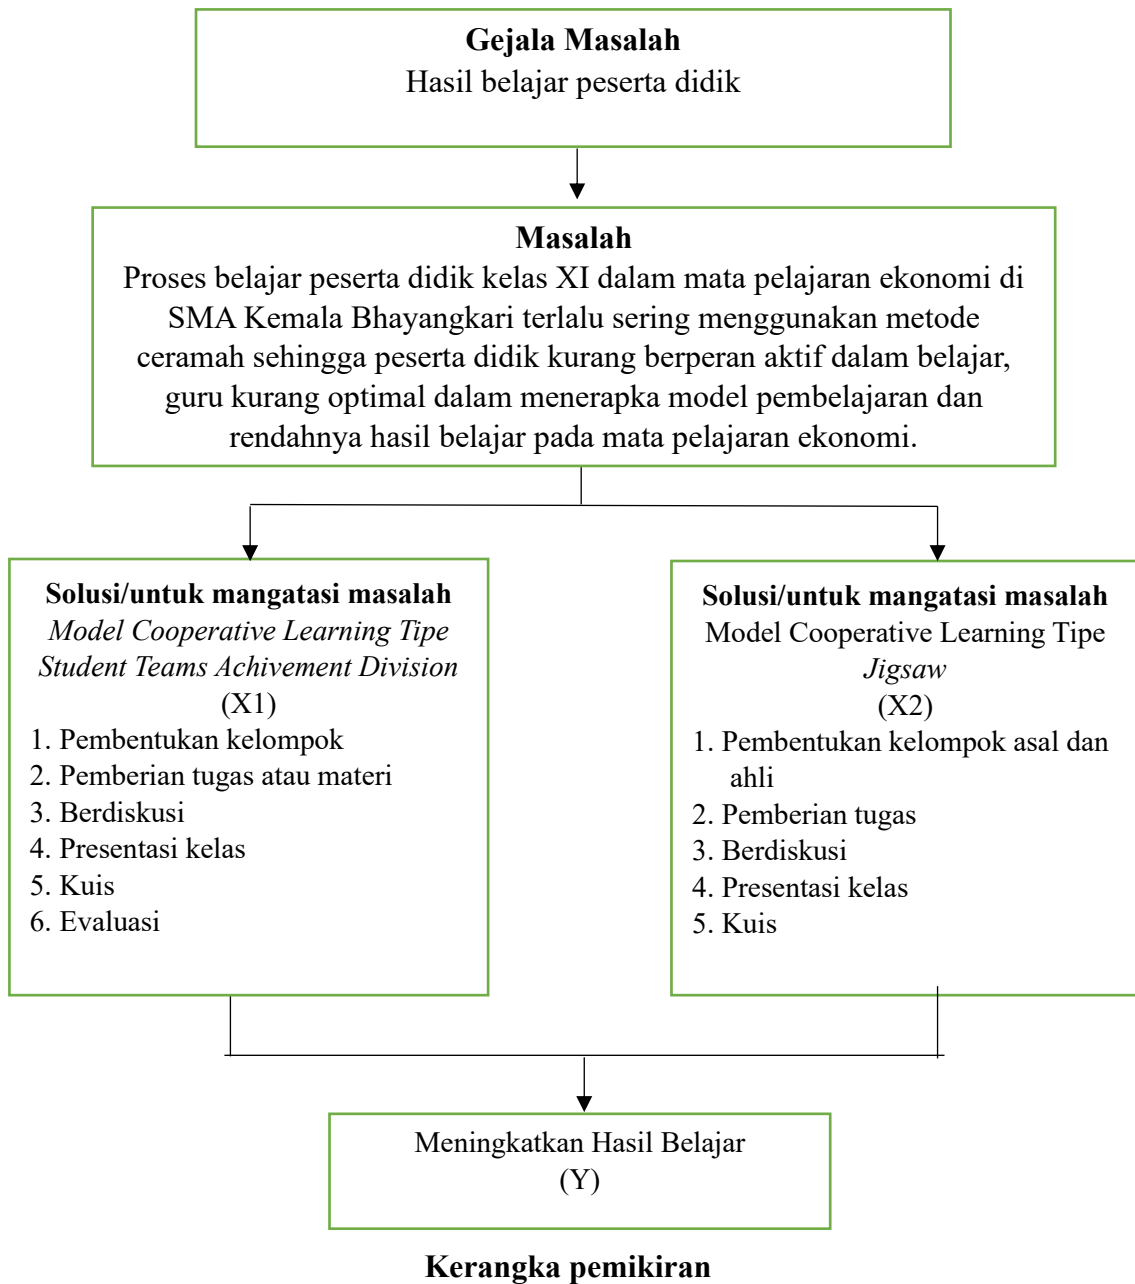 Gejala Masalah
Hasil belajar peserta didik
Masalah
Proses belajar peserta didik kelas XI dalam mata pelajaran ekonomi di
SMA Kemala Bhayangkari terlalu sering menggunakan metode
ceramah sehingga peserta didik kurang berperan aktif dalam belajar,
guru kurang optimal dalam menerapka model pembelajaran dan
rendahnya hasil belajar pada mata pelajaran ekonomi.
Solusi/untuk mangatasi masalah
Model Cooperative Learning Tipe
Student Teams Achivement Division
(X1)
1. Pembentukan kelompok
2. Pemberian tugas atau materi
3. Berdiskusi
4. Presentasi kelas
5. Kuis
6. Evaluasi
Solusi/untuk mangatasi masalah
Model Cooperative Learning Tipe
Jigsaw
(X2)
1. Pembentukan kelompok asal dan
ahli
2. Pemberian tugas
3. Berdiskusi
4. Presentasi kelas
5. Kuis
Meningkatkan Hasil Belajar
(Y)
Kerangka pemikiran